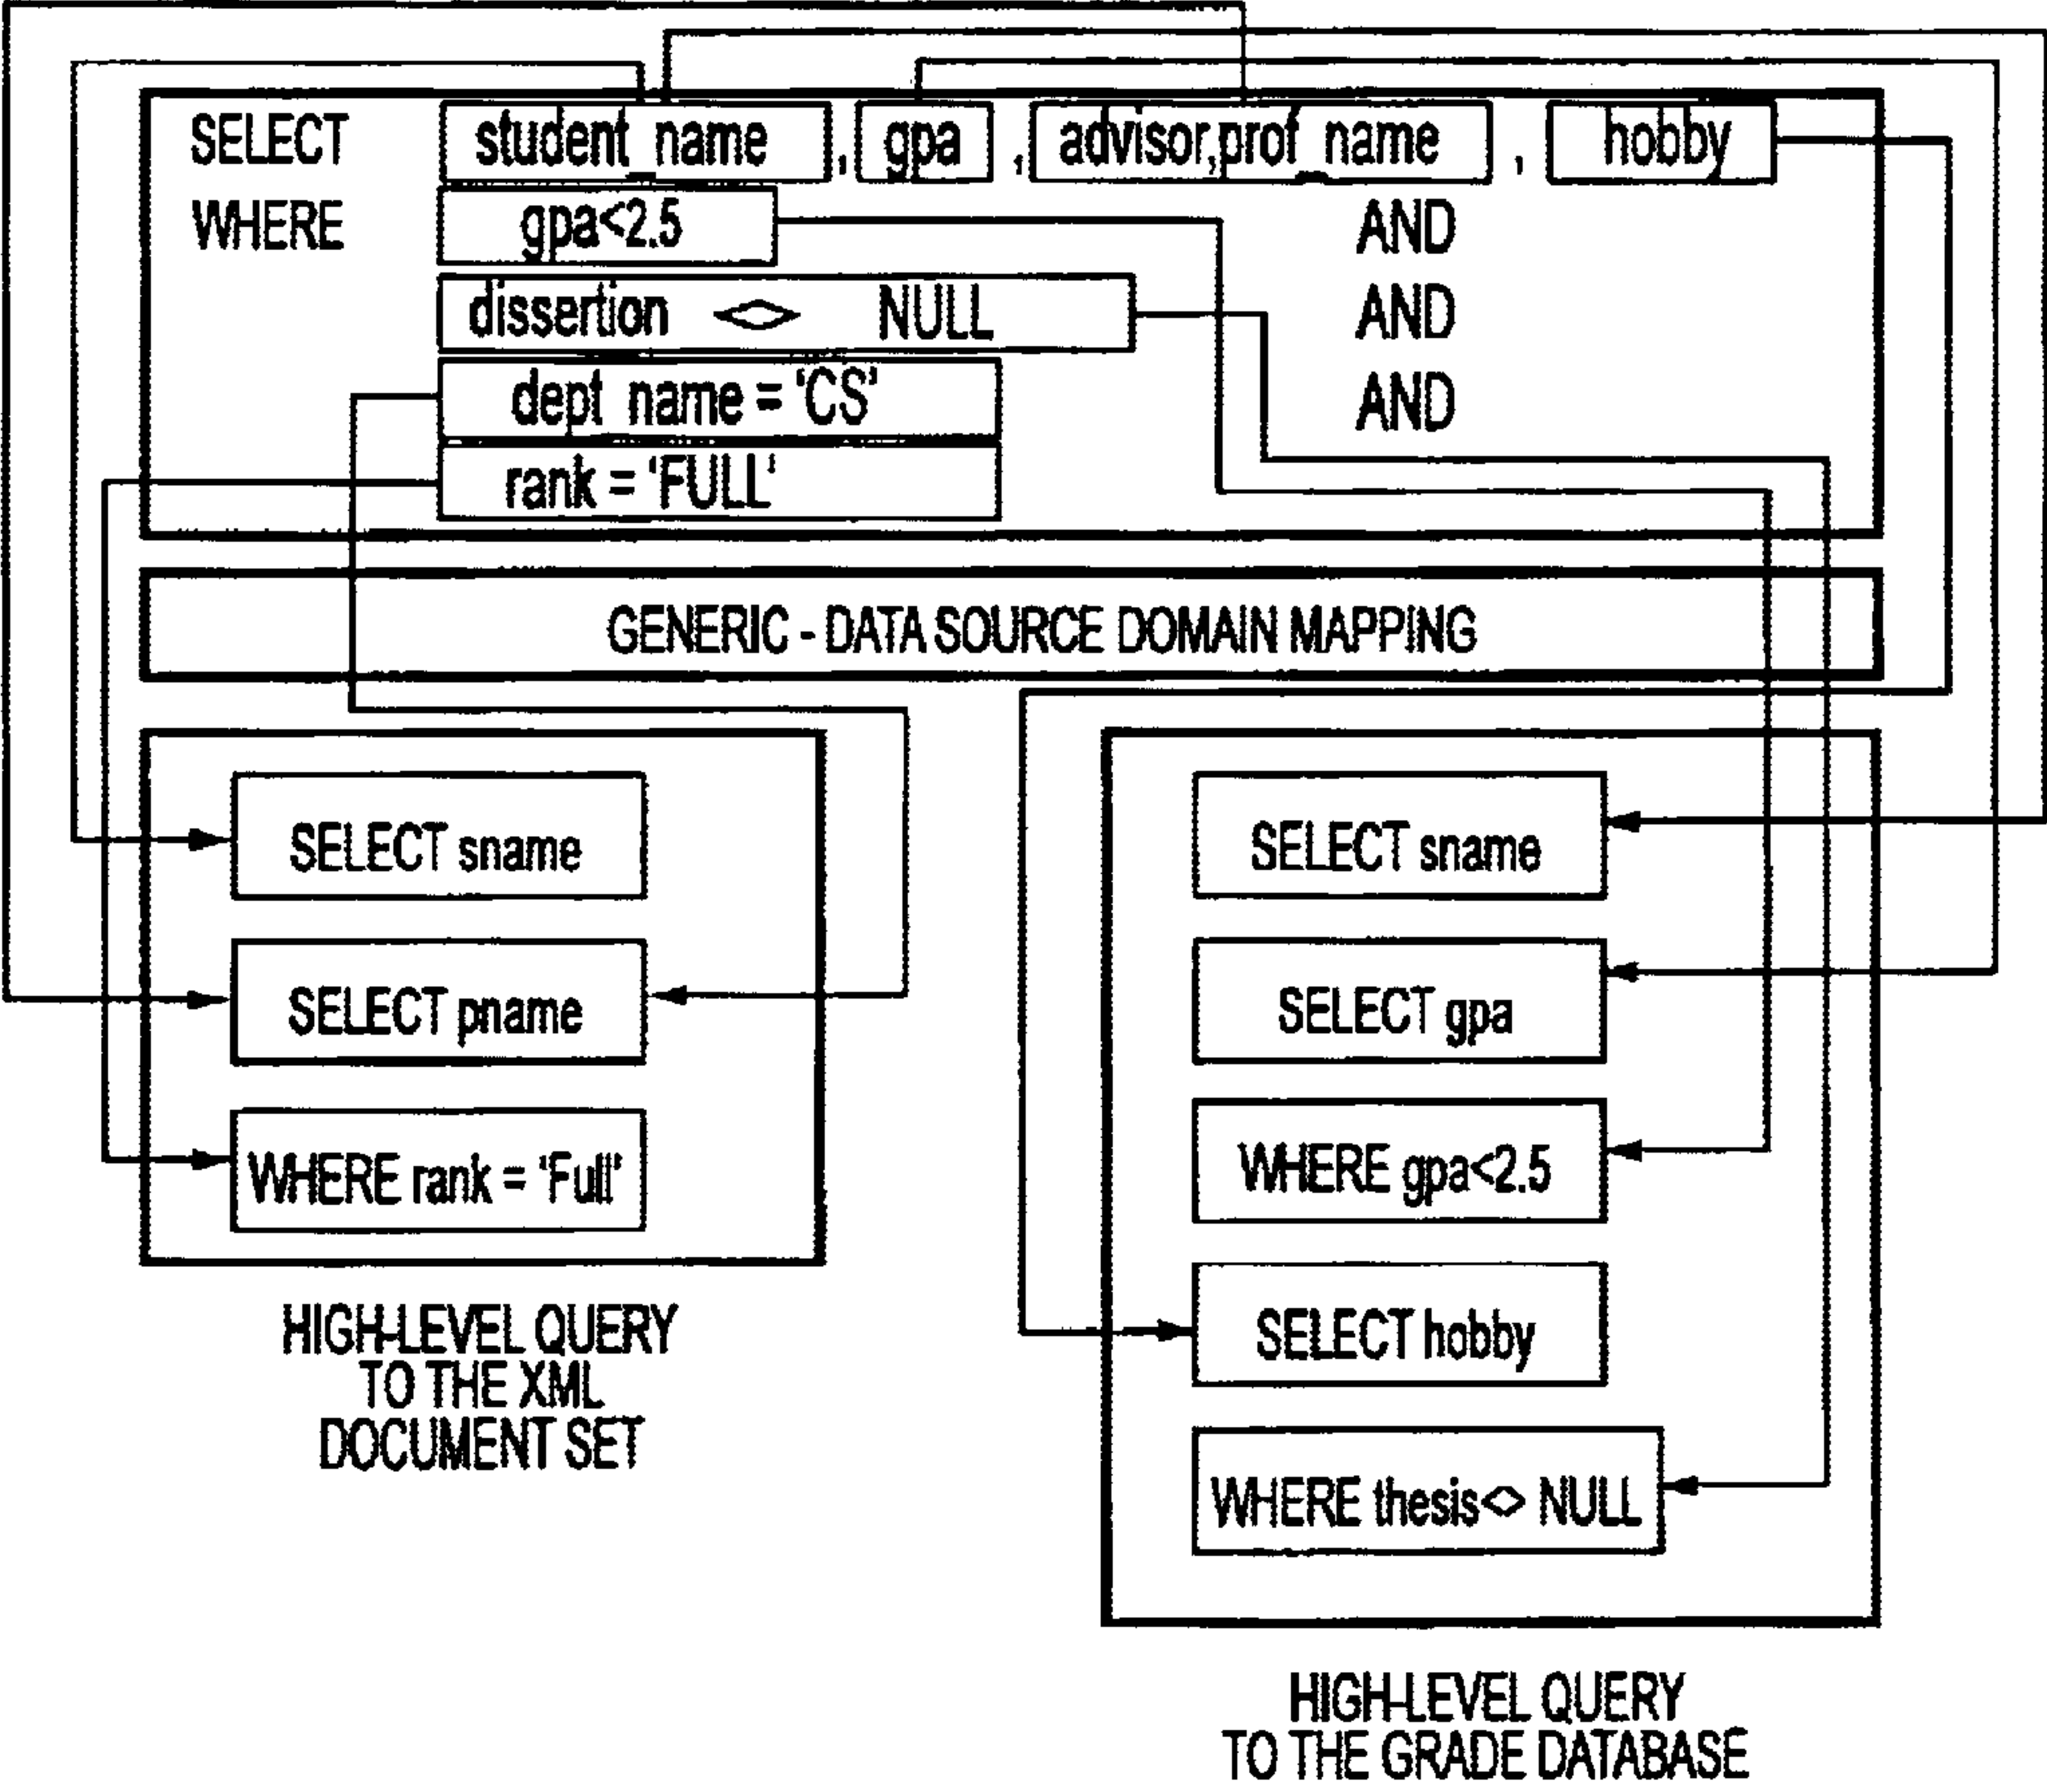 SELECT student_name , gpa , advisor,prof_name , hobby
WHERE gpa<2.5 AND
dissertion <> NULL AND
dept_name = 'CS' AND
rank = 'FULL'
GENERIC - DATA SOURCE DOMAIN MAPPING
SELECT sname
SELECT pname
WHERE rank = 'Full'
HIGH-LEVEL QUERY
TO THE XML
DOCUMENT SET
SELECT sname
SELECT gpa
WHERE gpa<2.5
SELECT hobby
WHERE thesis<> NULL
HIGH-LEVEL QUERY
TO THE GRADE DATABASE